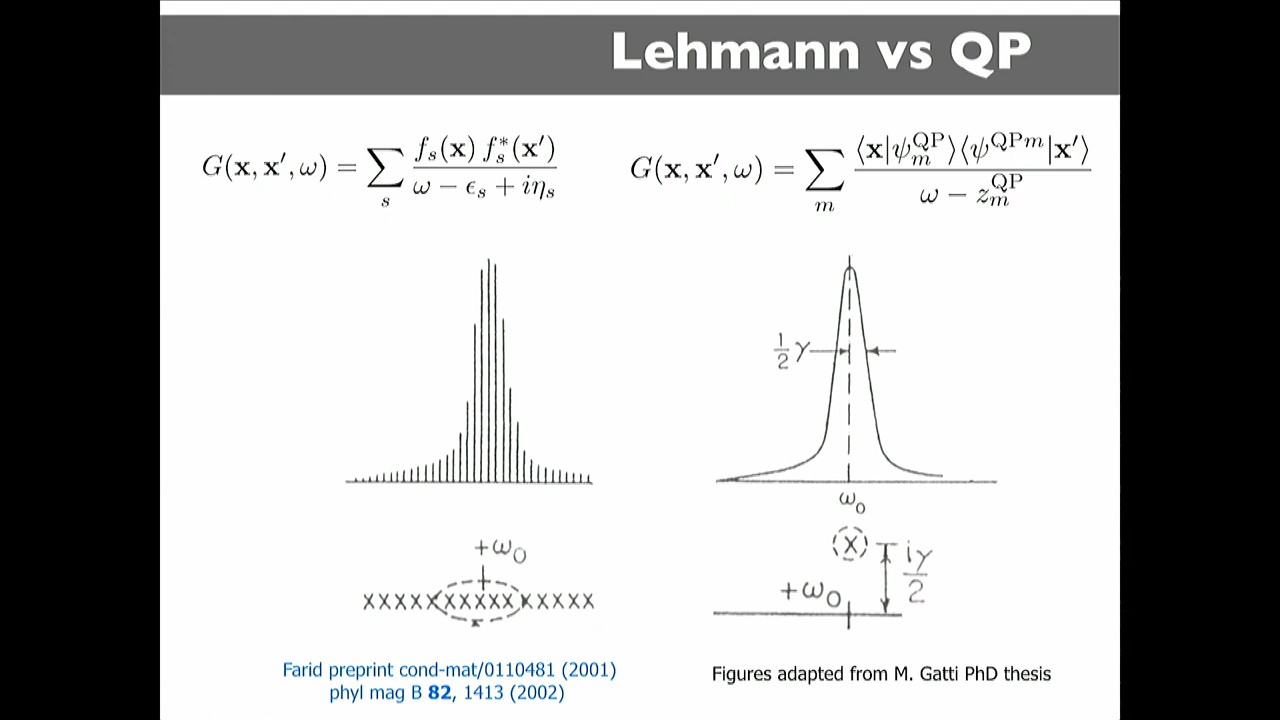 Lehmann vs QP
G(x, x′, ω) = ∑_s f_s(x) f_s^*(x′) / (ω − ϵ_s + iη_s)
G(x, x′, ω) = ∑_m ⟨x|ψ_m^QP⟩⟨ψ^QPm|x′⟩ / (ω − z_m^QP)
½ γ
ω₀
+ω₀
xxxxxxxxxxxxxxxx
(x)
iγ/2
+ω₀
Farid preprint cond-mat/0110481 (2001)
phyl mag B 82, 1413 (2002)
Figures adapted from M. Gatti PhD thesis